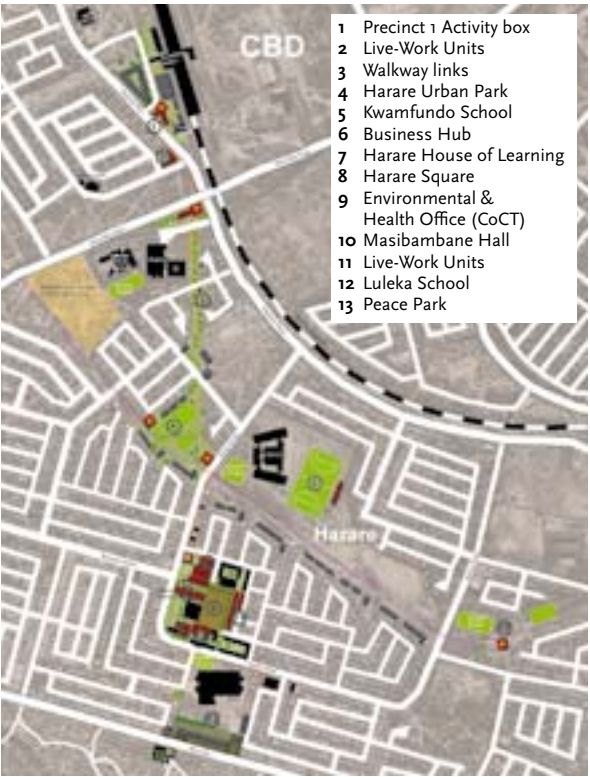 CBD
1 Precinct 1 Activity box
2 Live-Work Units
3 Walkway links
4 Harare Urban Park
5 Kwamfundo School
6 Business Hub
7 Harare House of Learning
8 Harare Square
9 Environmental &
Health Office (CoCT)
10 Masibambane Hall
11 Live-Work Units
12 Luleka School
13 Peace Park
Harare